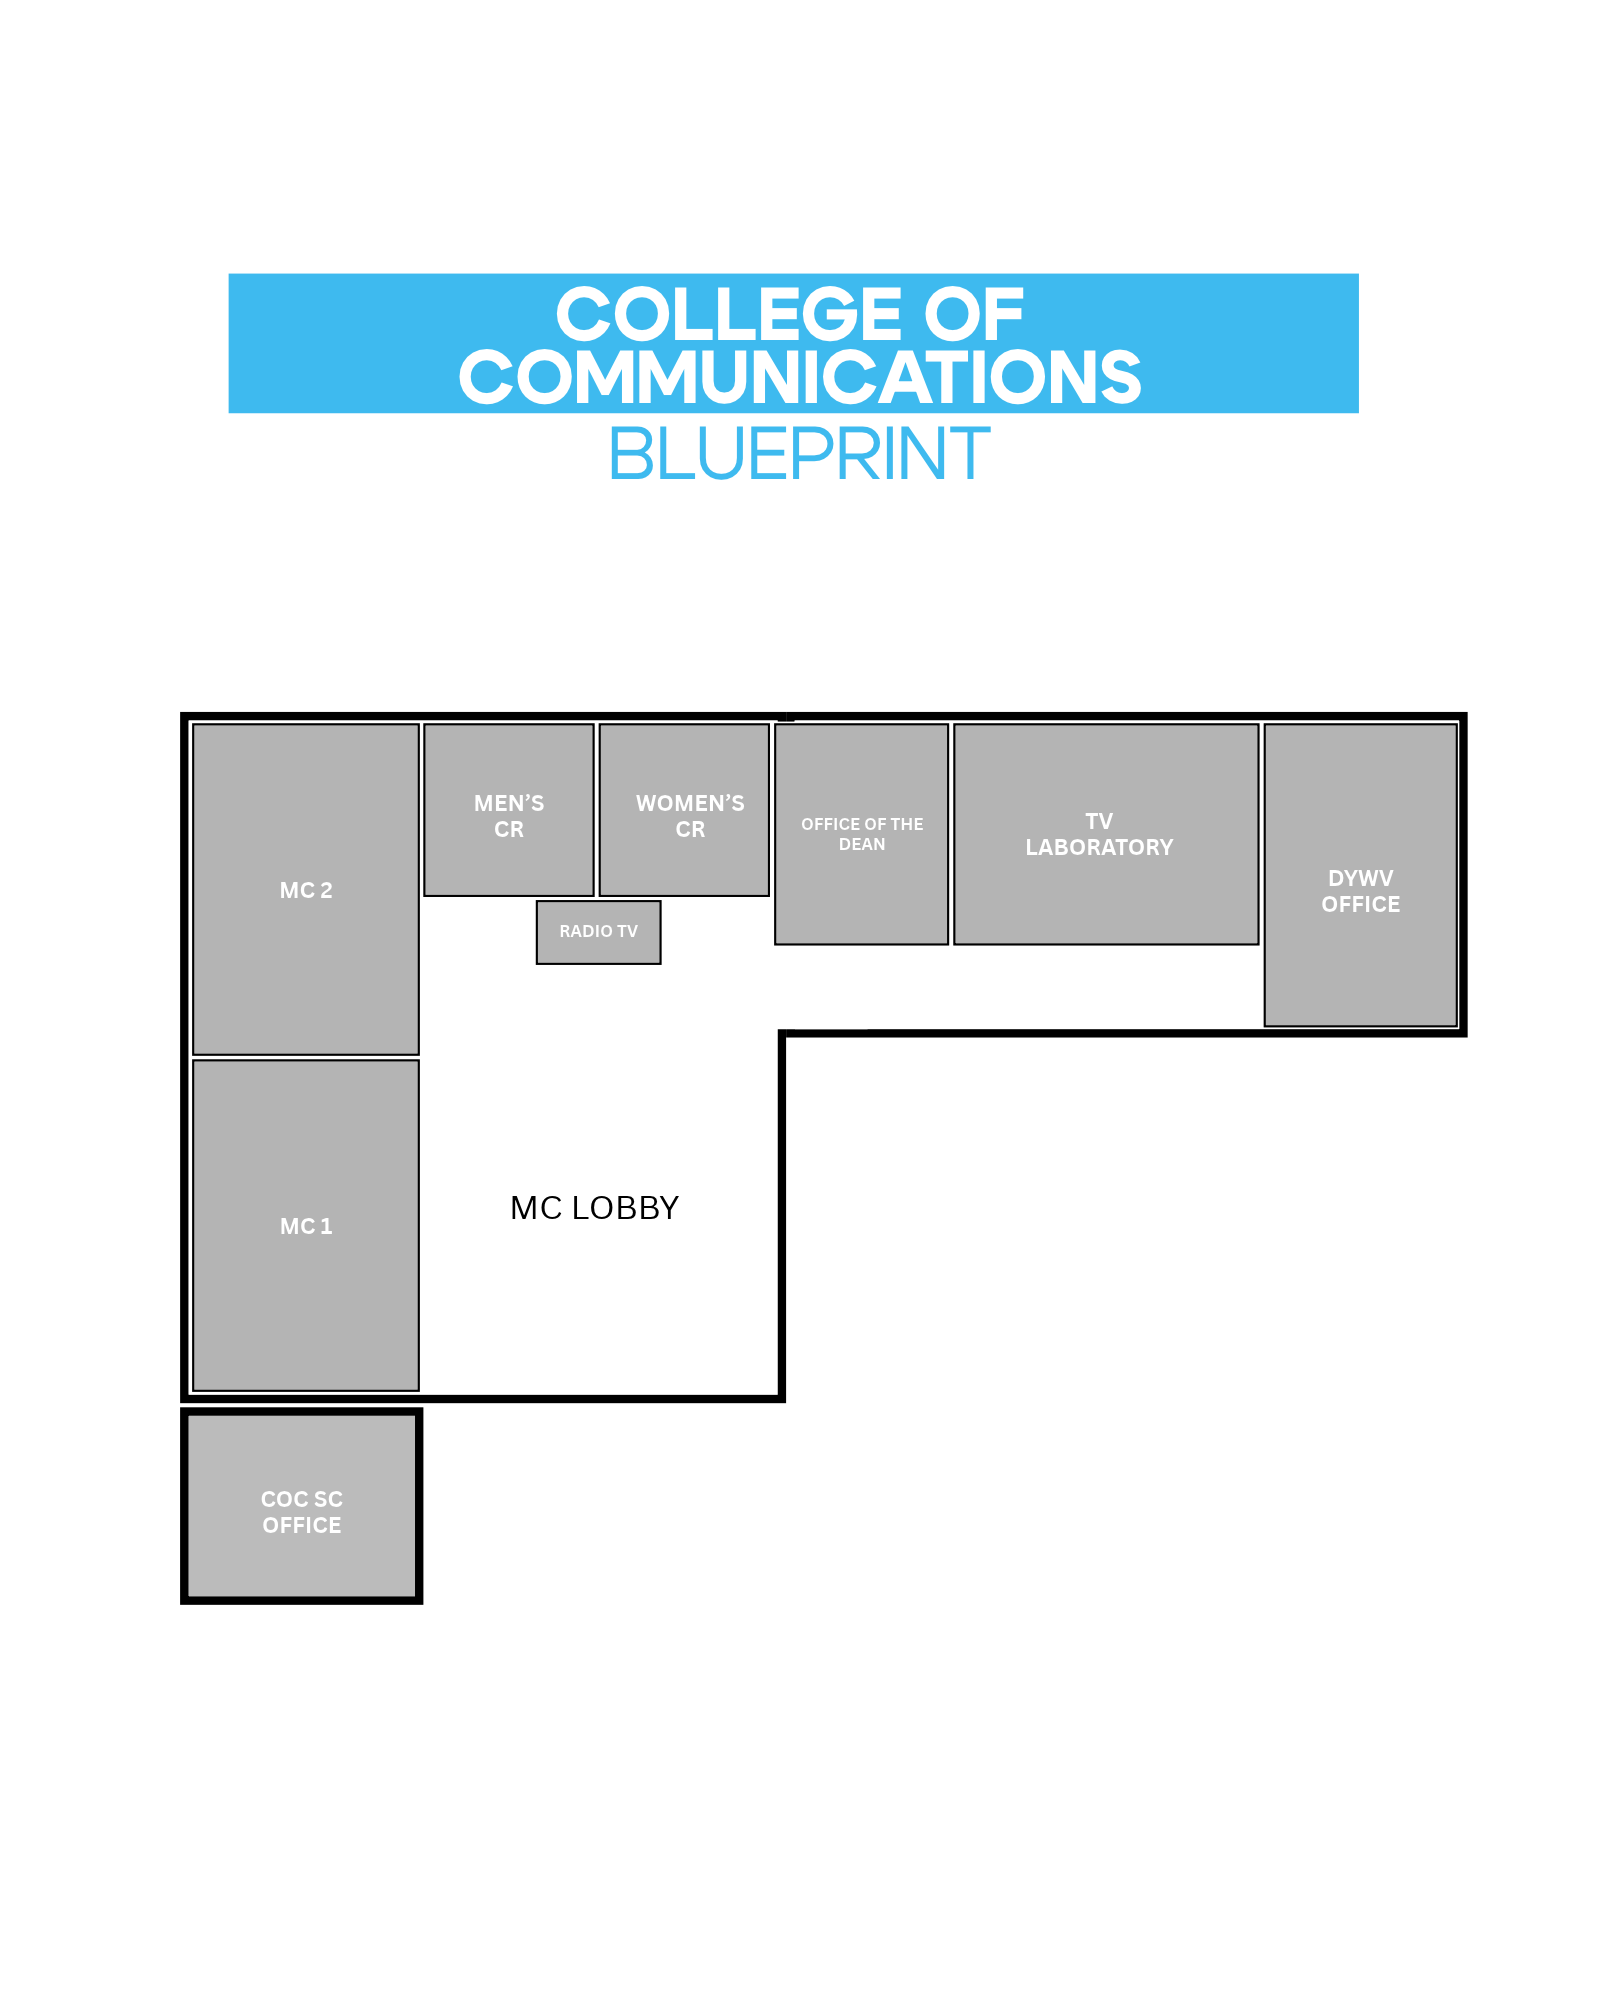 COLLEGE OF
COMMUNICATIONS
BLUEPRINT
MC 2
MEN’S
CR
WOMEN’S
CR
OFFICE OF THE
DEAN
TV
LABORATORY
DYWV
OFFICE
RADIO TV
MC 1
MC LOBBY
COC SC
OFFICE